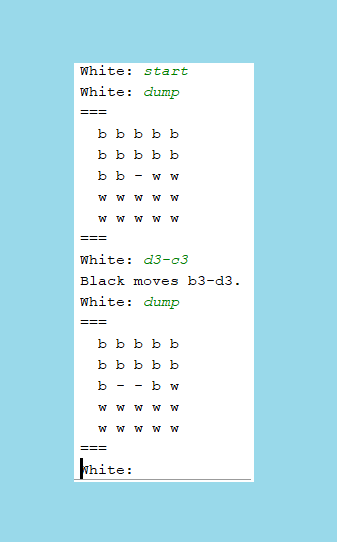 White: start
White: dump
===
b b b b b
b b b b b
b b - w w
w w w w w
w w w w w
===
White: d3-c3
Black moves b3-d3.
White: dump
===
b b b b b
b b b b b
b - - b w
w w w w w
w w w w w
===
White: